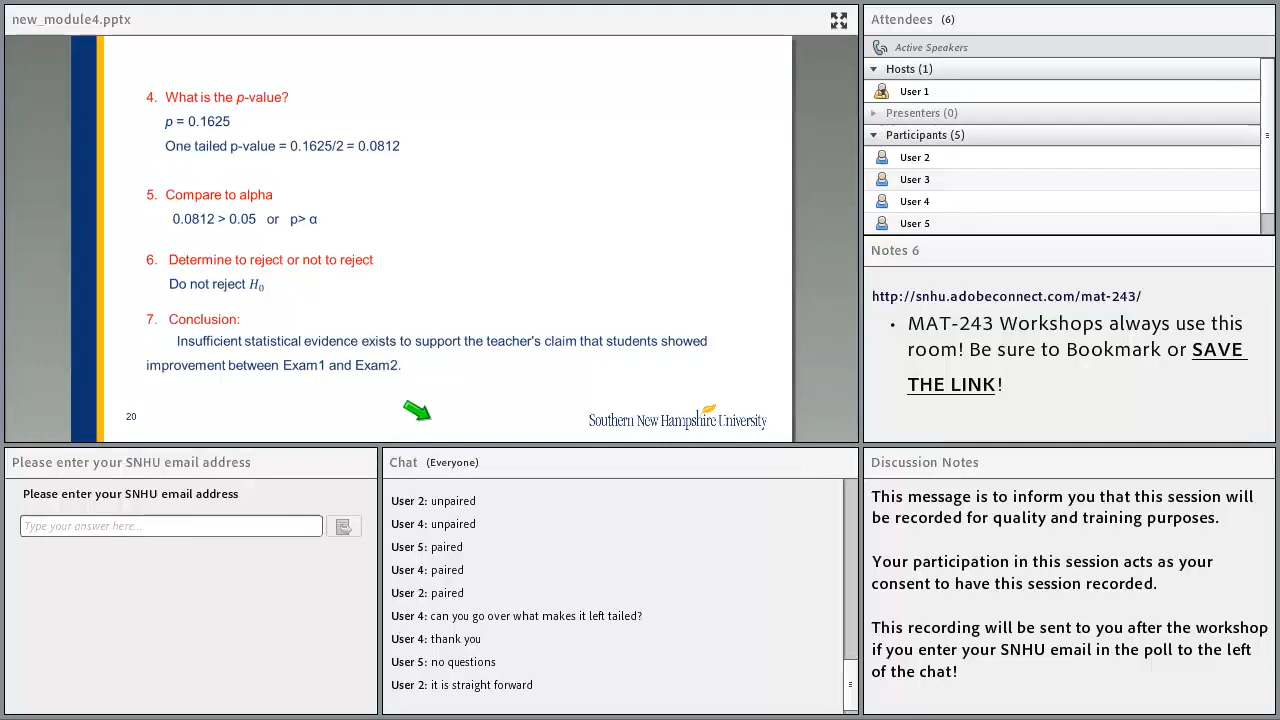 new_module4.pptx
4. What is the p-value?
p = 0.1625
One tailed p-value = 0.1625/2 = 0.0812
5. Compare to alpha
0.0812 > 0.05 or p> α
6. Determine to reject or not to reject
Do not reject H₀
7. Conclusion:
Insufficient statistical evidence exists to support the teacher's claim that students showed
improvement between Exam1 and Exam2.
20
Southern New Hampshire University
Attendees (6)
Active Speakers
Hosts (1)
User 1
Presenters (0)
Participants (5)
User 2
User 3
User 4
User 5
Notes 6
http://snhu.adobeconnect.com/mat-243/
• MAT-243 Workshops always use this
room! Be sure to Bookmark or SAVE
THE LINK!
Please enter your SNHU email address
Please enter your SNHU email address
Type your answer here...
Chat (Everyone)
User 2: unpaired
User 4: unpaired
User 5: paired
User 4: paired
User 2: paired
User 4: can you go over what makes it left tailed?
User 4: thank you
User 5: no questions
User 2: it is straight forward
Discussion Notes
This message is to inform you that this session will
be recorded for quality and training purposes.
Your participation in this session acts as your
consent to have this session recorded.
This recording will be sent to you after the workshop
if you enter your SNHU email in the poll to the left
of the chat!